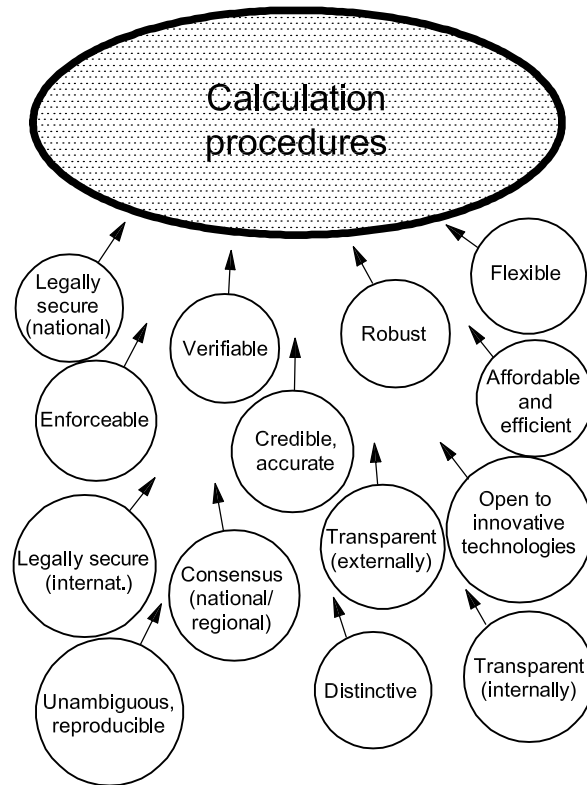 Calculation
procedures
Legally
secure
(national)
Verifiable
Robust
Flexible
Enforceable
Credible,
accurate
Affordable
and
efficient
Legally secure
(internat.)
Consensus
(national/
regional)
Transparent
(externally)
Open to
innovative
technologies
Unambiguous,
reproducible
Distinctive
Transparent
(internally)